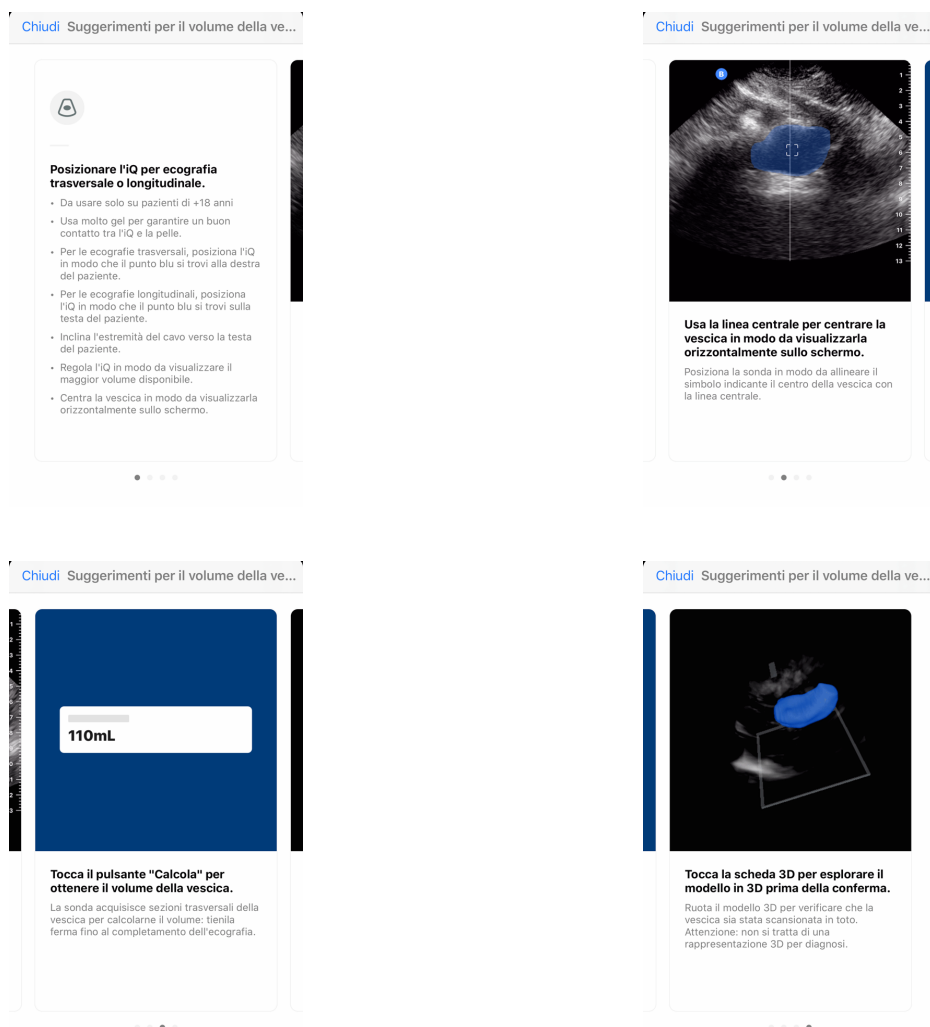 Chiudi Suggerimenti per il volume della ve...
Posizionare l'iQ per ecografia
trasversale o longitudinale.
• Da usare solo su pazienti di +18 anni
• Usa molto gel per garantire un buon
contatto tra l'iQ e la pelle.
• Per le ecografie trasversali, posiziona l'iQ
in modo che il punto blu si trovi alla destra
del paziente.
• Per le ecografie longitudinali, posiziona
l'iQ in modo che il punto blu si trovi sulla
testa del paziente.
• Inclina l'estremità del cavo verso la testa
del paziente.
• Regola l'iQ in modo da visualizzare il
maggior volume disponibile.
• Centra la vescica in modo da visualizzarla
orizzontalmente sullo schermo.
Chiudi Suggerimenti per il volume della ve...
B
1
2
3
4
5
6
7
8
9
10
11
12
13
Usa la linea centrale per centrare la
vescica in modo da visualizzarla
orizzontalmente sullo schermo.
Posiziona la sonda in modo da allineare il
simbolo indicante il centro della vescica con
la linea centrale.
Chiudi Suggerimenti per il volume della ve...
110mL
Tocca il pulsante "Calcola" per
ottenere il volume della vescica.
La sonda acquisisce sezioni trasversali della
vescica per calcolarne il volume: tienila
ferma fino al completamento dell'ecografia.
Chiudi Suggerimenti per il volume della ve...
Tocca la scheda 3D per esplorare il
modello in 3D prima della conferma.
Ruota il modello 3D per verificare che la
vescica sia stata scansionata in toto.
Attenzione: non si tratta di una
rappresentazione 3D per diagnosi.